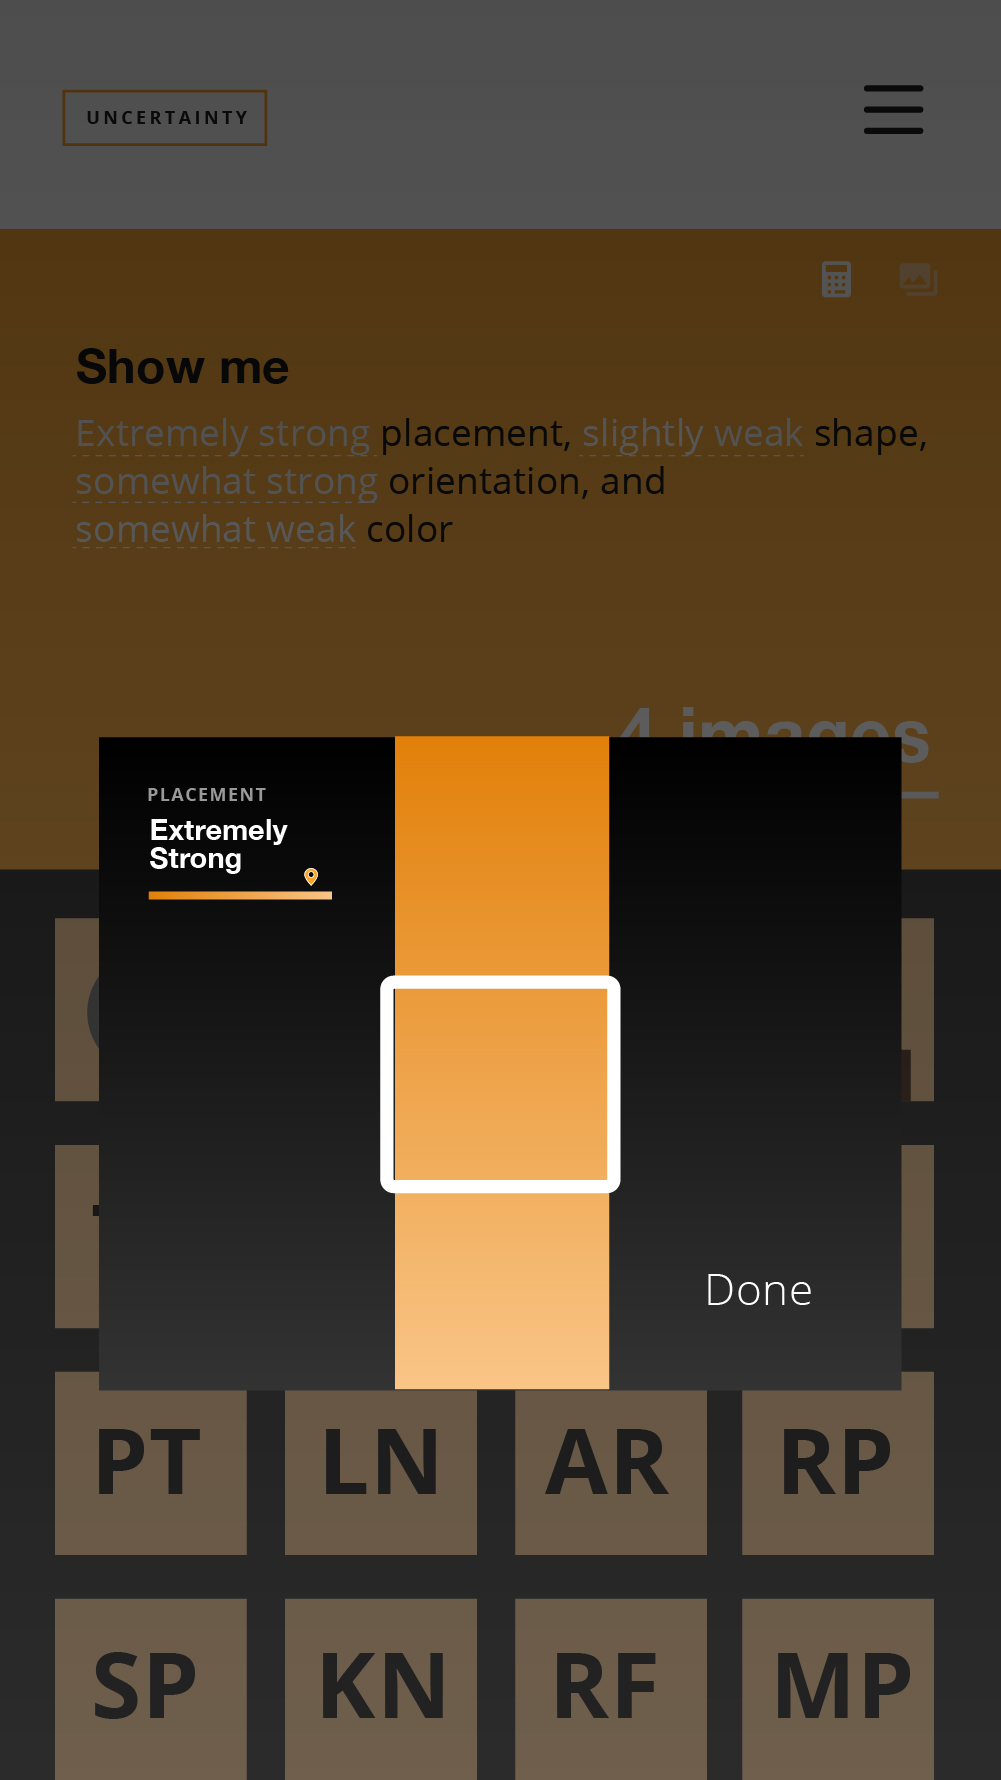 UNCERTAINTY
Show me
Extremely strong placement, slightly weak shape,
somewhat strong orientation, and
somewhat weak color
4 images
PLACEMENT
Extremely
Strong
Done
PT LN AR RP
SP KN RF MP